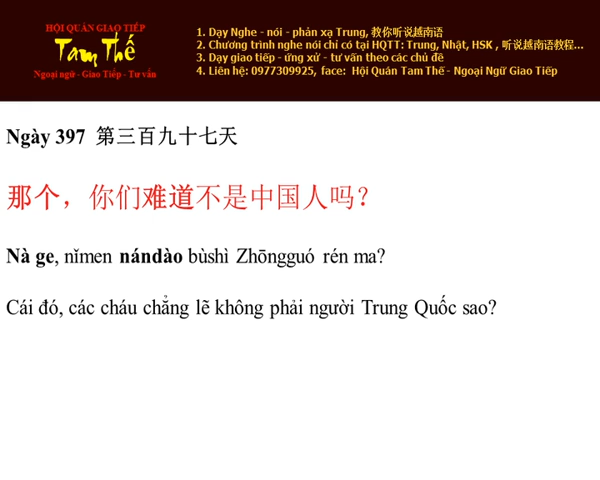 HỘI QUÁN GIAO TIẾP
Tam Thế
Ngoại ngữ - Giao Tiếp - Tư vấn
1. Dạy Nghe - nói - phản xạ Trung, 教你听说越南语
2. Chương trình nghe nói chỉ có tại HQTT: Trung, Nhật, HSK , 听说越南语教程...
3. Dạy giao tiếp - ứng xử - tư vấn theo các chủ đề
4. Liên hệ: 0977309925, face: Hội Quán Tam Thế - Ngoại Ngữ Giao Tiếp
Ngày 397 第三百九十七天
那个，你们难道不是中国人吗？
Nà ge, nǐmen nándào bùshì Zhōngguó rén ma?
Cái đó, các cháu chẳng lẽ không phải người Trung Quốc sao?